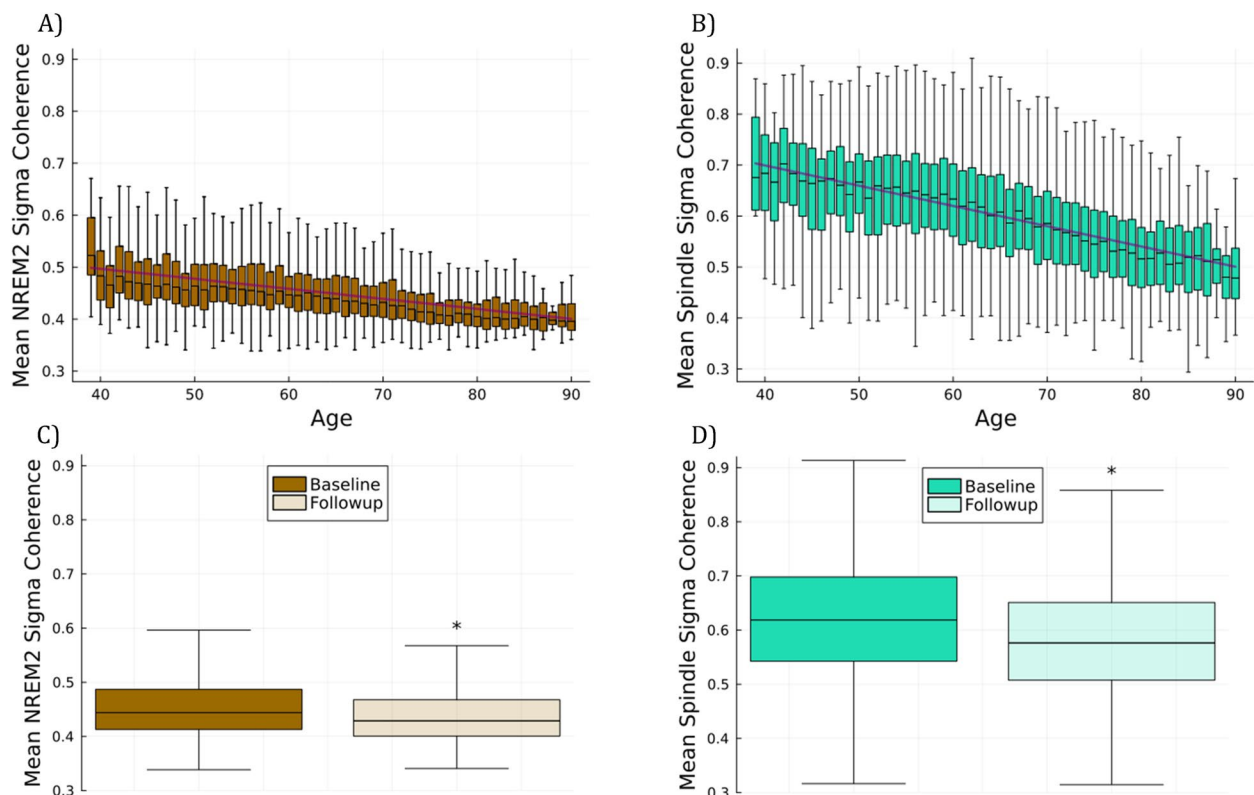 A)
Mean NREM2 Sigma Coherence
0.9
0.8
0.7
0.6
0.5
0.4
0.3
40 50 60 70 80 90
Age
B)
Mean Spindle Sigma Coherence
0.9
0.8
0.7
0.6
0.5
0.4
0.3
40 50 60 70 80 90
Age
C)
Mean NREM2 Sigma Coherence
0.9
0.8
0.7
0.6
0.5
0.4
0.3
Baseline
Followup
*
D)
Mean Spindle Sigma Coherence
0.9
0.8
0.7
0.6
0.5
0.4
0.3
Baseline
Followup
*